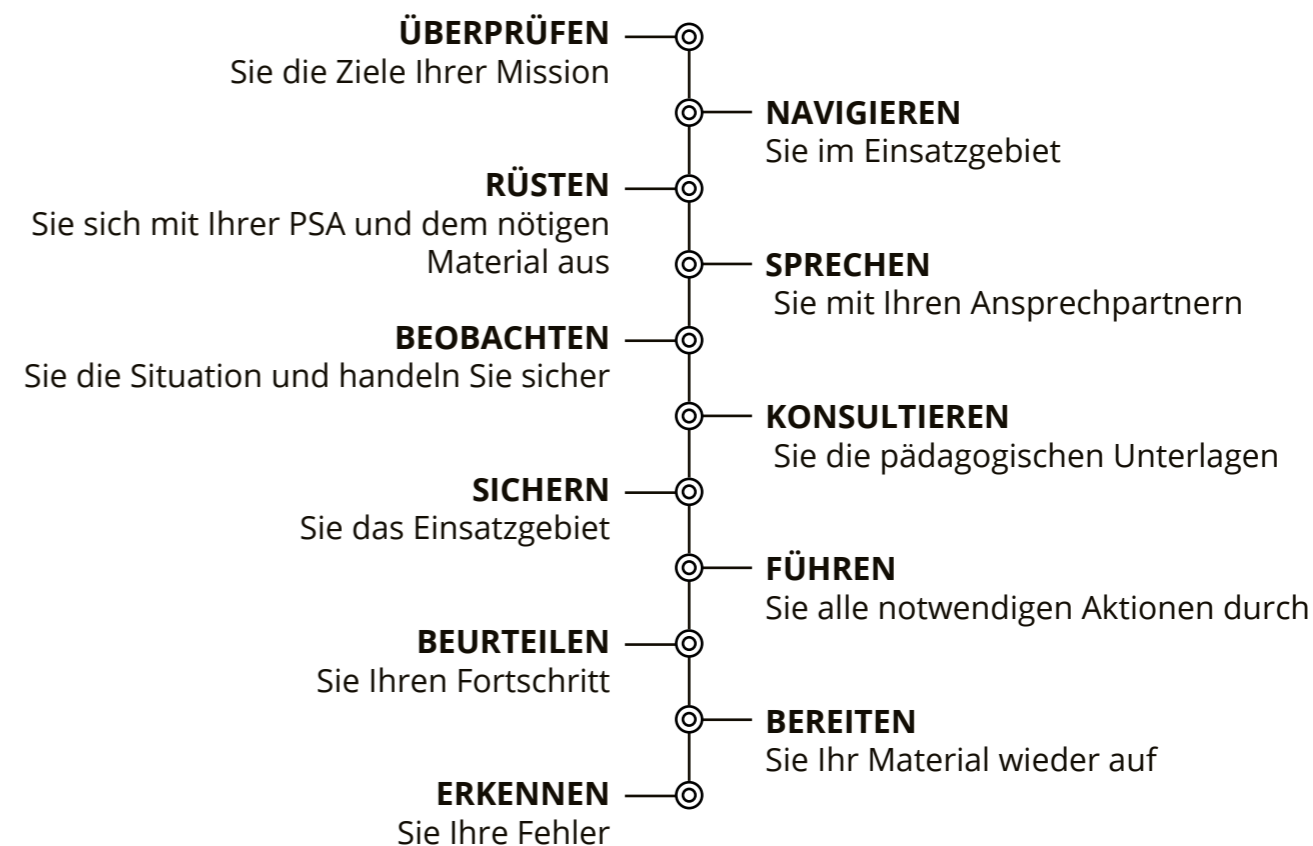 ÜBERPRÜFEN
Sie die Ziele Ihrer Mission
NAVIGIEREN
Sie im Einsatzgebiet
RÜSTEN
Sie sich mit Ihrer PSA und dem nötigen
Material aus
SPRECHEN
Sie mit Ihren Ansprechpartnern
BEOBACHTEN
Sie die Situation und handeln Sie sicher
KONSULTIEREN
Sie die pädagogischen Unterlagen
SICHERN
Sie das Einsatzgebiet
FÜHREN
Sie alle notwendigen Aktionen durch
BEURTEILEN
Sie Ihren Fortschritt
BEREITEN
Sie Ihr Material wieder auf
ERKENNEN
Sie Ihre Fehler